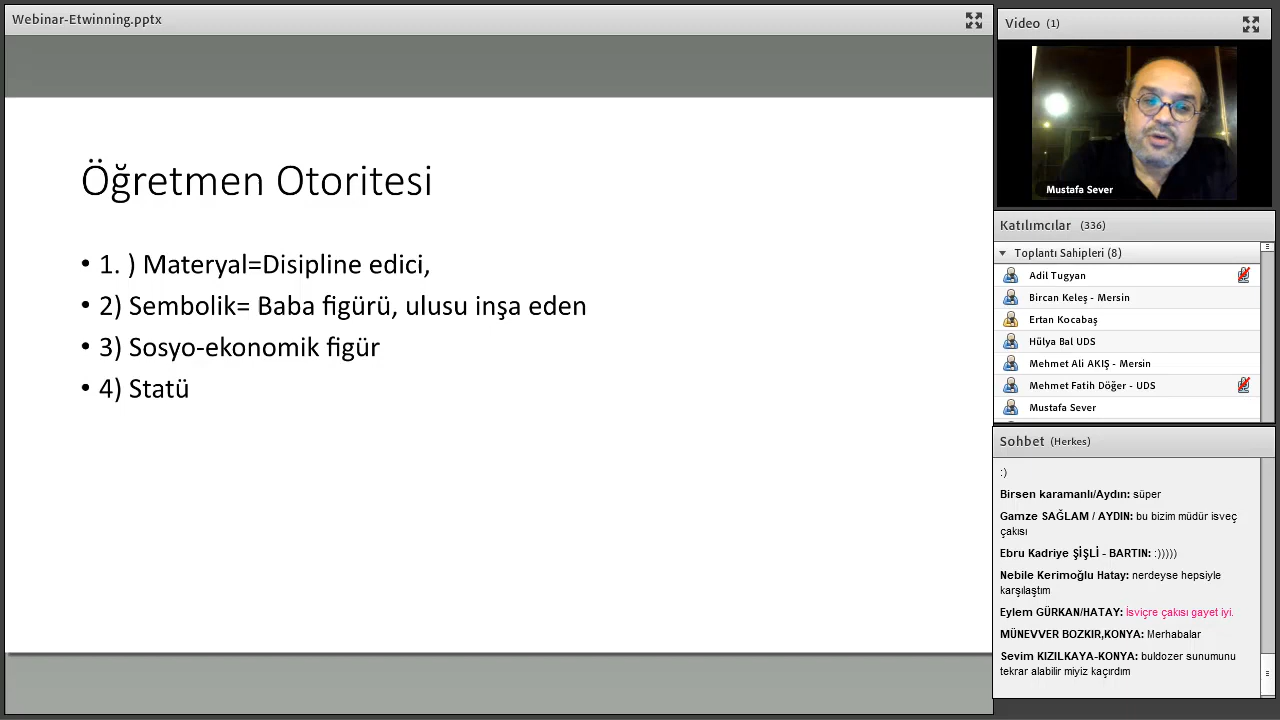 Webinar-Etwinning.pptx
Öğretmen Otoritesi
• 1. ) Materyal=Disipline edici,
• 2) Sembolik= Baba figürü, ulusu inşa eden
• 3) Sosyo-ekonomik figür
• 4) Statü
Video (1)
Mustafa Sever
Katılımcılar (336)
Toplantı Sahipleri (8)
Adil Tugyan
Bircan Keleş - Mersin
Ertan Kocabaş
Hülya Bal UDS
Mehmet Ali AKIŞ - Mersin
Mehmet Fatih Döğer - UDS
Mustafa Sever
Sohbet (Herkes)
:)
Birsen karamanlı/Aydın: süper
Gamze SAĞLAM / AYDIN: bu bizim müdür isveç
çakısı
Ebru Kadriye ŞİŞLİ - BARTIN: :)))))
Nebile Kerimoğlu Hatay: nerdeyse hepsiyle
karşılaştım
Eylem GÜRKAN/HATAY: İsviçre çakısı gayet iyi.
MÜNEVVER BOZKIR,KONYA: Merhabalar
Sevim KIZILKAYA-KONYA: buldozer sunumunu
tekrar alabilir miyiz kaçırdım